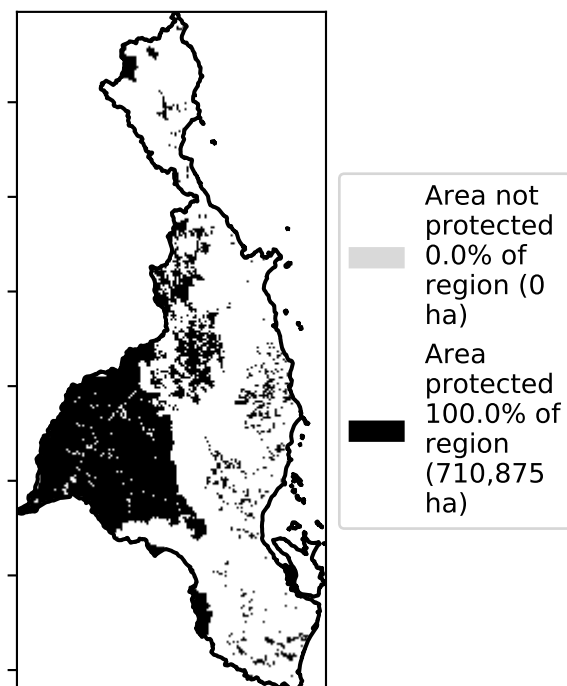 Area not
protected
0.0% of
region (0
ha)
Area
protected
100.0% of
region
(710,875
ha)